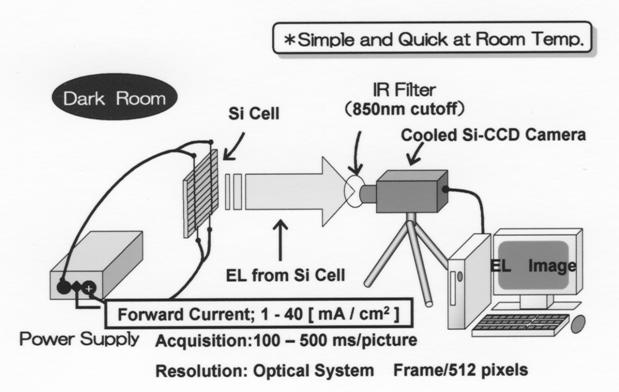 *Simple and Quick at Room Temp.
Dark Room
IR Filter
(850nm cutoff)
Si Cell
Cooled Si-CCD Camera
EL from Si Cell
EL Image
Forward Current; 1 - 40 [ mA / cm² ]
Power Supply
Acquisition:100 – 500 ms/picture
Resolution: Optical System Frame/512 pixels